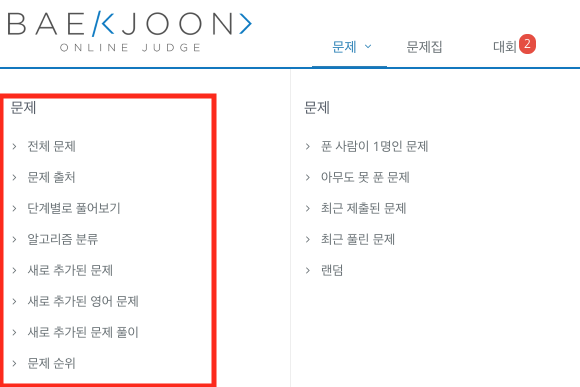 BAEKJOON>
ONLINE JUDGE
문제 문제집 대회 2
문제
전체 문제
문제 출처
단계별로 풀어보기
알고리즘 분류
새로 추가된 문제
새로 추가된 영어 문제
새로 추가된 문제 풀이
문제 순위
문제
푼 사람이 1명인 문제
아무도 못 푼 문제
최근 제출된 문제
최근 풀린 문제
랜덤